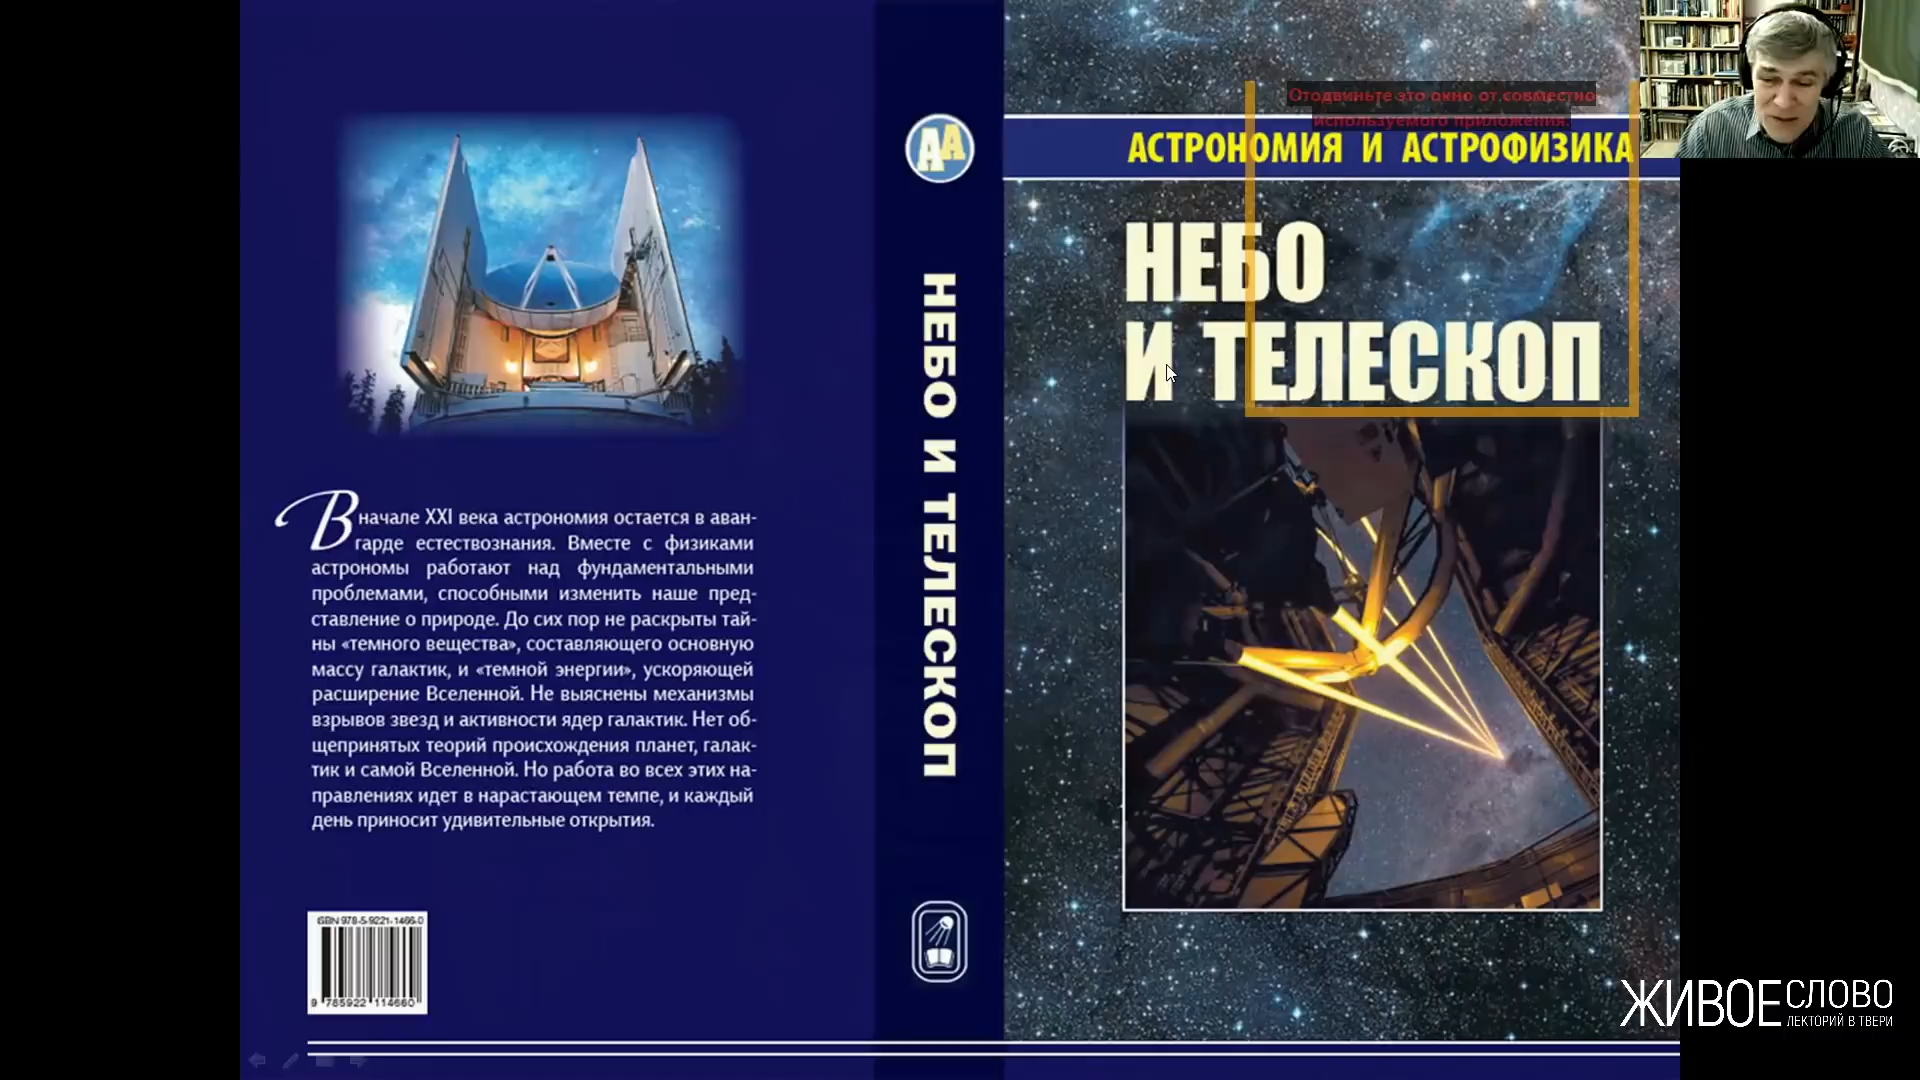 В начале XXI века астрономия остается в аван-
гарде естествознания. Вместе с физиками
астрономы работают над фундаментальными
проблемами, способными изменить наше пред-
ставление о природе. До сих пор не раскрыты тай-
ны «темного вещества», составляющего основную
массу галактик, и «темной энергии», ускоряющей
расширение Вселенной. Не выяснены механизмы
взрывов звезд и активности ядер галактик. Нет об-
щепринятых теорий происхождения планет, галак-
тик и самой Вселенной. Но работа во всех этих на-
правлениях идет в нарастающем темпе, и каждый
день приносит удивительные открытия.
ISBN 978-5-9221-1466-0
9 785922 114660
АА
НЕБО И ТЕЛЕСКОП
Отодвиньте это окно от совместно
используемого приложения.
АСТРОНОМИЯ И АСТРОФИЗИКА
НЕБО
И ТЕЛЕСКОП
ЖИВОЕ СЛОВО
ЛЕКТОРИЙ В ТВЕРИ